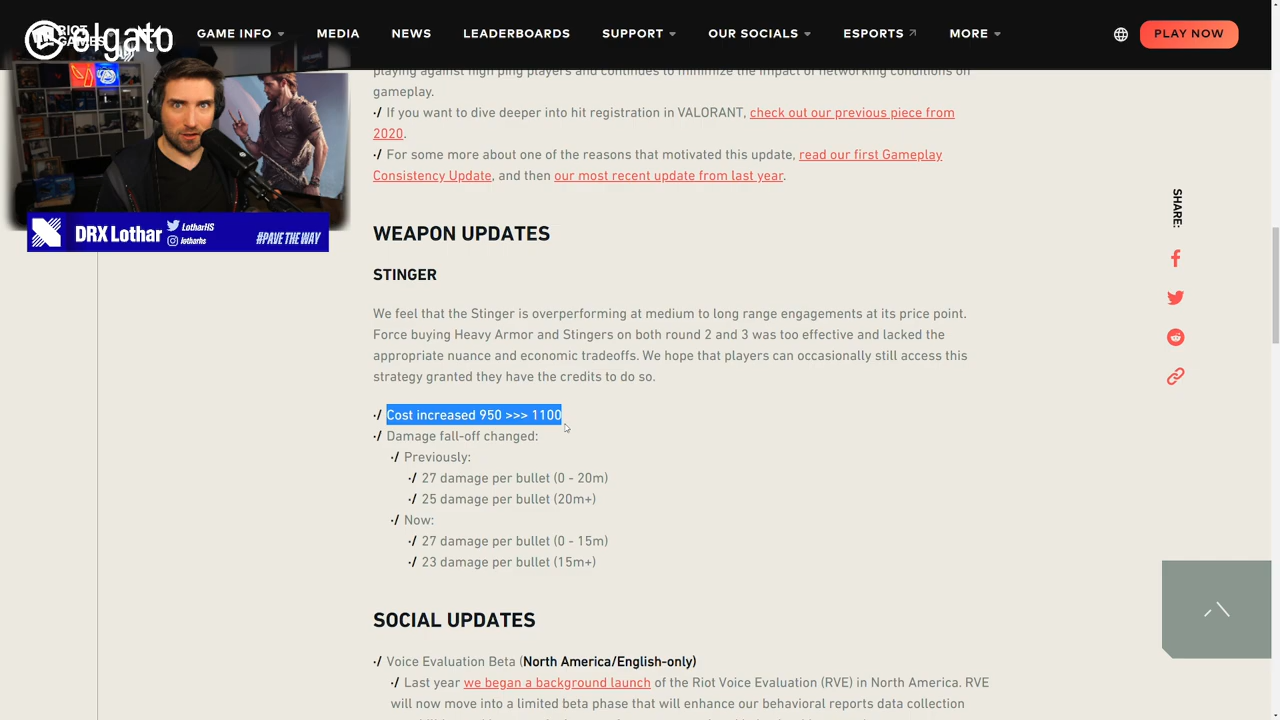 RIOT GAMES
elgato
GAME INFO
MEDIA
NEWS
LEADERBOARDS
SUPPORT
OUR SOCIALS
ESPORTS
MORE
PLAY NOW
playing against high ping players and continues to minimize the impact of networking conditions on
gameplay.
·/ If you want to dive deeper into hit registration in VALORANT, check out our previous piece from
2020.
·/ For some more about one of the reasons that motivated this update, read our first Gameplay
Consistency Update, and then our most recent update from last year.
DRX Lothar
LotharHS
lotharhs
#PAVE THE WAY
SHARE:
WEAPON UPDATES
STINGER
We feel that the Stinger is overperforming at medium to long range engagements at its price point.
Force buying Heavy Armor and Stingers on both round 2 and 3 was too effective and lacked the
appropriate nuance and economic tradeoffs. We hope that players can occasionally still access this
strategy granted they have the credits to do so.
·/ Cost increased 950 >>> 1100
·/ Damage fall-off changed:
·/ Previously:
·/ 27 damage per bullet (0 - 20m)
·/ 25 damage per bullet (20m+)
·/ Now:
·/ 27 damage per bullet (0 - 15m)
·/ 23 damage per bullet (15m+)
SOCIAL UPDATES
·/ Voice Evaluation Beta (North America/English-only)
·/ Last year we began a background launch of the Riot Voice Evaluation (RVE) in North America. RVE
will now move into a limited beta phase that will enhance our behavioral reports data collection